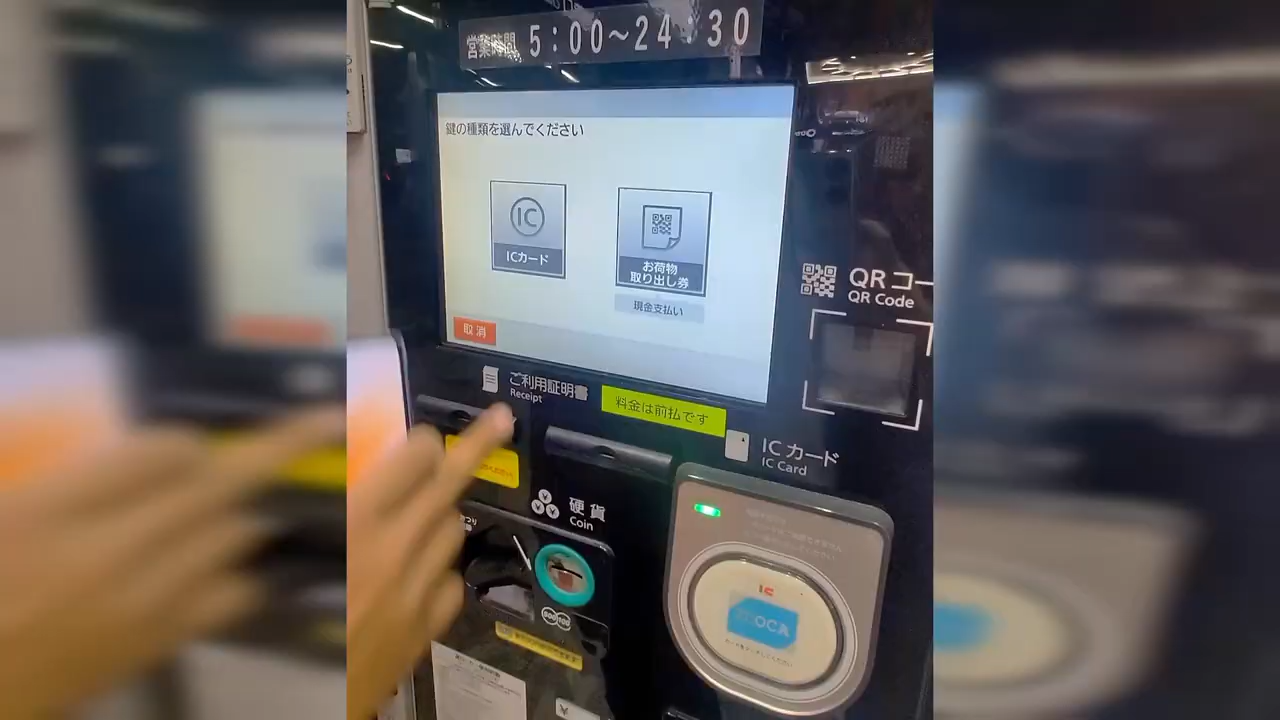 営業時間 5:00~24:30
鍵の種類を選んでください
IC
ICカード
お荷物
取り出し券
現金支払い
取消
QRコー
QR Code
ご利用証明書
Receipt
料金は前払です
ICカード
IC Card
硬貨
Coin
500 100
IC
ICOCA